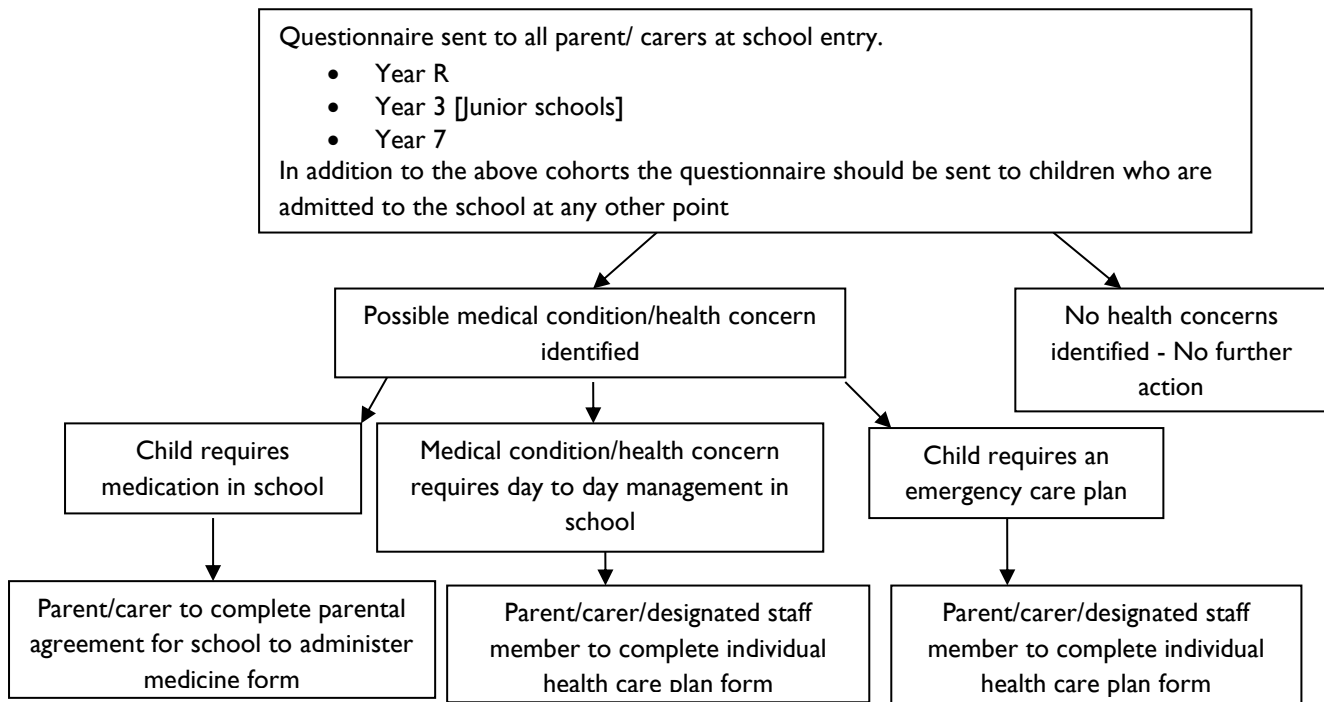 Questionnaire sent to all parent/ carers at school entry.
• Year R
• Year 3 [Junior schools]
• Year 7
In addition to the above cohorts the questionnaire should be sent to children who are
admitted to the school at any other point
Possible medical condition/health concern
identified
No health concerns
identified - No further
action
Child requires
medication in school
Medical condition/health concern
requires day to day management in
school
Child requires an
emergency care plan
Parent/carer to complete parental
agreement for school to administer
medicine form
Parent/carer/designated staff
member to complete individual
health care plan form
Parent/carer/designated staff
member to complete individual
health care plan form